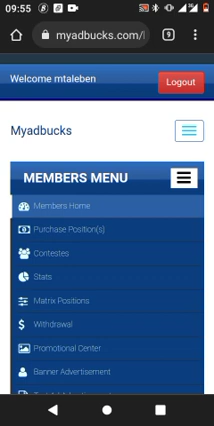 09:55
myadbucks.com/
9
Welcome mtaleben
Logout
Myadbucks
MEMBERS MENU
Members Home
Purchase Position(s)
Contestes
Stats
Matrix Positions
Withdrawal
Promotional Center
Banner Advertisement